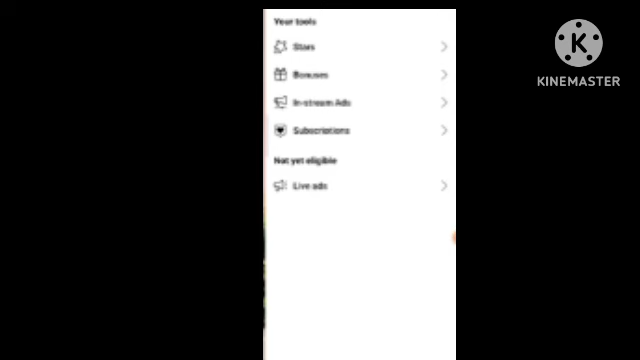 Your tools
Stars
Bonuses
In-stream Ads
Subscriptions
Not yet eligible
Live ads
K
KINEMASTER